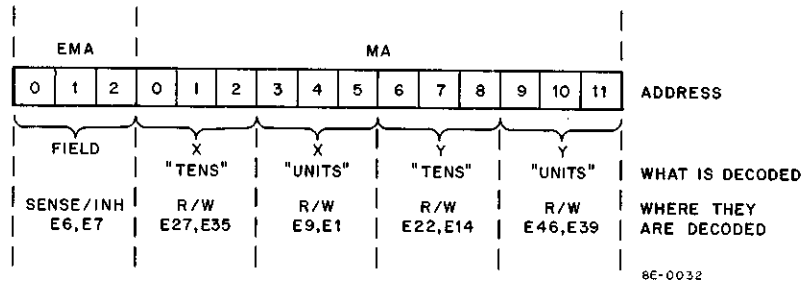 EMA MA
0 1 2 0 1 2 3 4 5 6 7 8 9 10 11 ADDRESS
FIELD X X Y Y
"TENS" "UNITS" "TENS" "UNITS" WHAT IS DECODED
SENSE/INH R/W R/W R/W R/W WHERE THEY
E6,E7 E27,E35 E9,E1 E22,E14 E46,E39 ARE DECODED
8E-0032